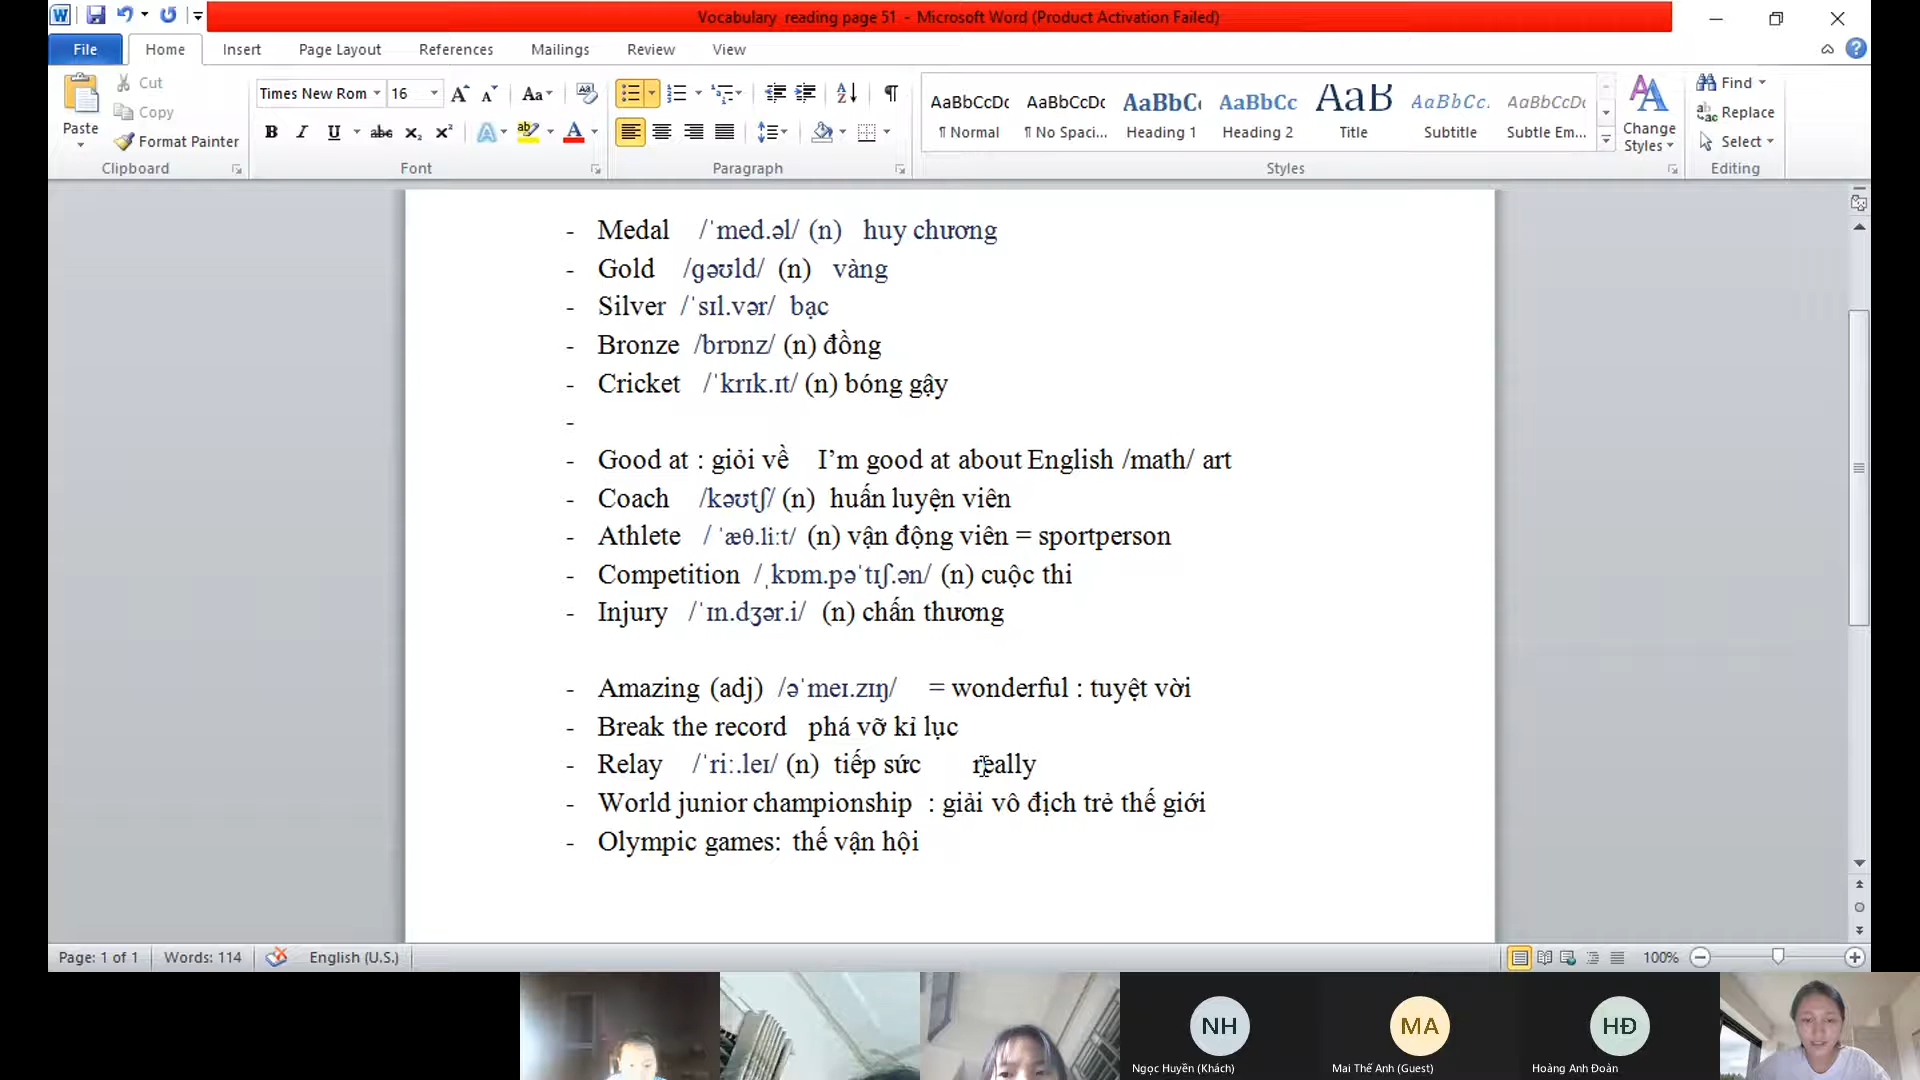 Vocabulary reading page 51 - Microsoft Word (Product Activation Failed)
File Home Insert Page Layout References Mailings Review View
Paste
Cut
Copy
Format Painter
Clipboard
Times New Rom 16
Font
Paragraph
AaBbCcDc AaBbCcDc AaBbC AaBbCc AaB AaBbCc. AaBbCcDc
¶ Normal ¶ No Spaci... Heading 1 Heading 2 Title Subtitle Subtle Em...
Change Styles
Styles
Find
Replace
Select
Editing
- Medal /ˈmed.əl/ (n) huy chương
- Gold /ɡəʊld/ (n) vàng
- Silver /ˈsɪl.vər/ bạc
- Bronze /brɒnz/ (n) đồng
- Cricket /ˈkrɪk.ɪt/ (n) bóng gậy
-
- Good at : giỏi về I’m good at about English /math/ art
- Coach /kəʊtʃ/ (n) huấn luyện viên
- Athlete / ˈæθ.liːt/ (n) vận động viên = sportperson
- Competition /ˌkɒm.pəˈtɪʃ.ən/ (n) cuộc thi
- Injury /ˈɪn.dʒər.i/ (n) chấn thương
- Amazing (adj) /əˈmeɪ.zɪŋ/ = wonderful : tuyệt vời
- Break the record phá vỡ kỉ lục
- Relay /ˈriː.leɪ/ (n) tiếp sức really
- World junior championship : giải vô địch trẻ thế giới
- Olympic games: thế vận hội
Page: 1 of 1 Words: 114 English (U.S.) 100%
NH MA HĐ
Ngọc Huyền (Khách) Mai Thế Anh (Guest) Hoàng Anh Đoàn